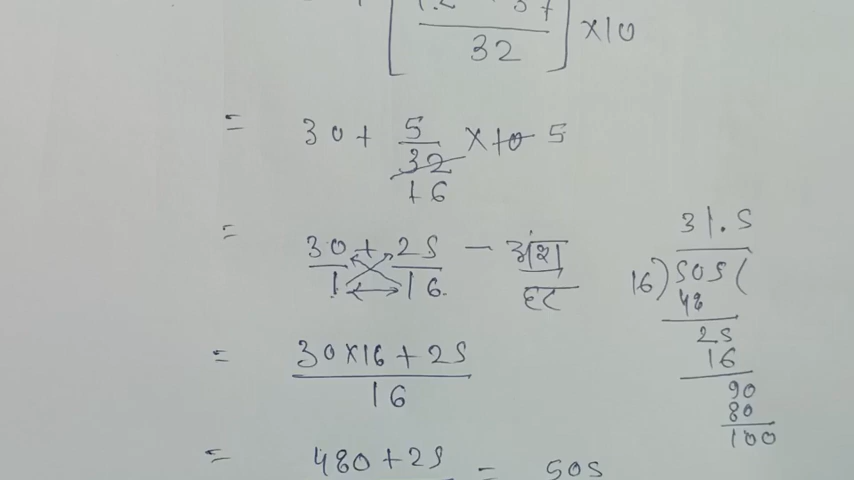 32 ] ×10
= 30 + 5/32 × 10 5
16
= 30/1 + 25/16 — अंश/हर
= 30×16 + 25 / 16
= 480 + 25 = 505
31.5
16 ) 505 (
48
25
16
90
80
100